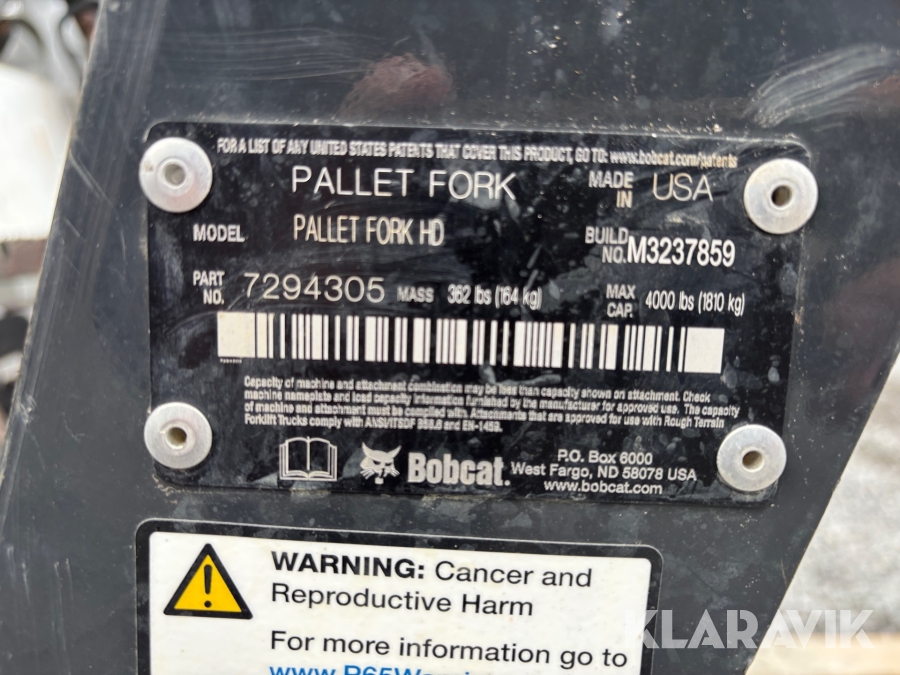 FOR A LIST OF ANY UNITED STATES PATENTS THAT COVER THIS PRODUCT, GO TO: www.bobcat.com/patents
PALLET FORK MADE IN USA
MODEL PALLET FORK HD BUILD NO. M3237859
PART NO. 7294305 MASS 362 lbs (164 kg) MAX CAP. 4000 lbs (1810 kg)
Capacity of machine and attachment combination may be less than capacity shown on attachment. Check
machine nameplate and load capacity information furnished by the manufacturer for approved use. The capacity
of machine and attachment must be complied with. Attachments that are approved for use with Rough Terrain
Forklift Trucks comply with ANSI/ITSDF B56.6 and EN-1459.
Bobcat.
P.O. Box 6000
West Fargo, ND 58078 USA
www.bobcat.com
WARNING: Cancer and
Reproductive Harm
For more information go to
KLARAVIK